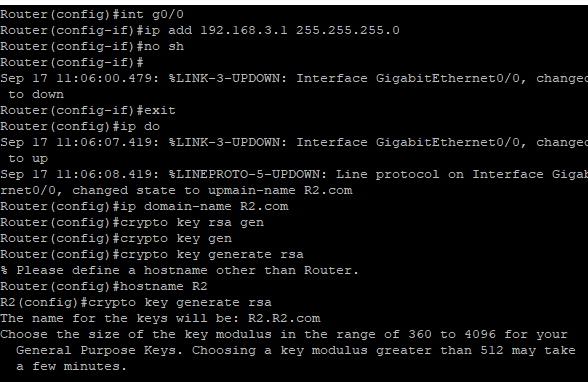 Router(config)#int g0/0
Router(config-if)#ip add 192.168.3.1 255.255.255.0
Router(config-if)#no sh
Router(config-if)#
Sep 17 11:06:00.479: %LINK-3-UPDOWN: Interface GigabitEthernet0/0, changed
 to down
Router(config-if)#exit
Router(config)#ip do
Sep 17 11:06:07.419: %LINK-3-UPDOWN: Interface GigabitEthernet0/0, changed
 to up
Sep 17 11:06:08.419: %LINEPROTO-5-UPDOWN: Line protocol on Interface Gigab
rnet0/0, changed state to upmain-name R2.com
Router(config)#ip domain-name R2.com
Router(config)#crypto key rsa gen
Router(config)#crypto key gen
Router(config)#crypto key generate rsa
% Please define a hostname other than Router.
Router(config)#hostname R2
R2(config)#crypto key generate rsa
The name for the keys will be: R2.R2.com
Choose the size of the key modulus in the range of 360 to 4096 for your
  General Purpose Keys. Choosing a key modulus greater than 512 may take
  a few minutes.